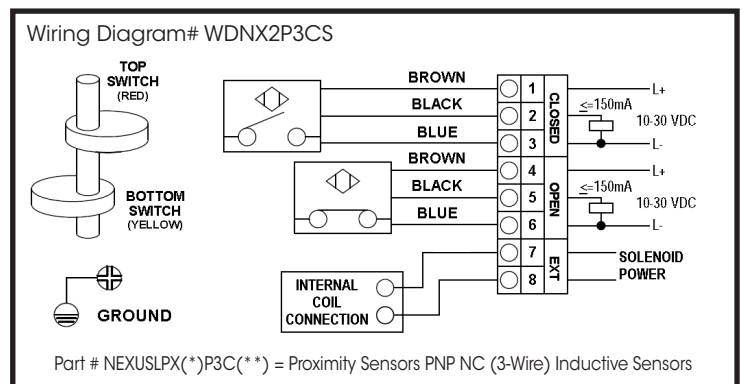 Wiring Diagram# WDNX2P3CS
TOP
SWITCH
(RED)
BOTTOM
SWITCH
(YELLOW)
GROUND
BROWN
BLACK
BLUE
BROWN
BLACK
BLUE
INTERNAL
COIL
CONNECTION
1
2
3
4
5
6
7
8
CLOSED
OPEN
EXT
L+
<=150mA
10-30 VDC
L-
L+
<=150mA
10-30 VDC
L-
SOLENOID
POWER
Part # NEXUSLPX(*)P3C(**) = Proximity Sensors PNP NC (3-Wire) Inductive Sensors